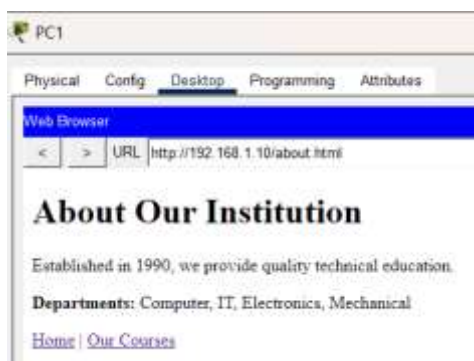 PC1
Physical Config Desktop Programming Attributes
Web Browser
< > URL http://192.168.1.10/about.html
About Our Institution
Established in 1990, we provide quality technical education.
Departments: Computer, IT, Electronics, Mechanical
Home | Our Courses